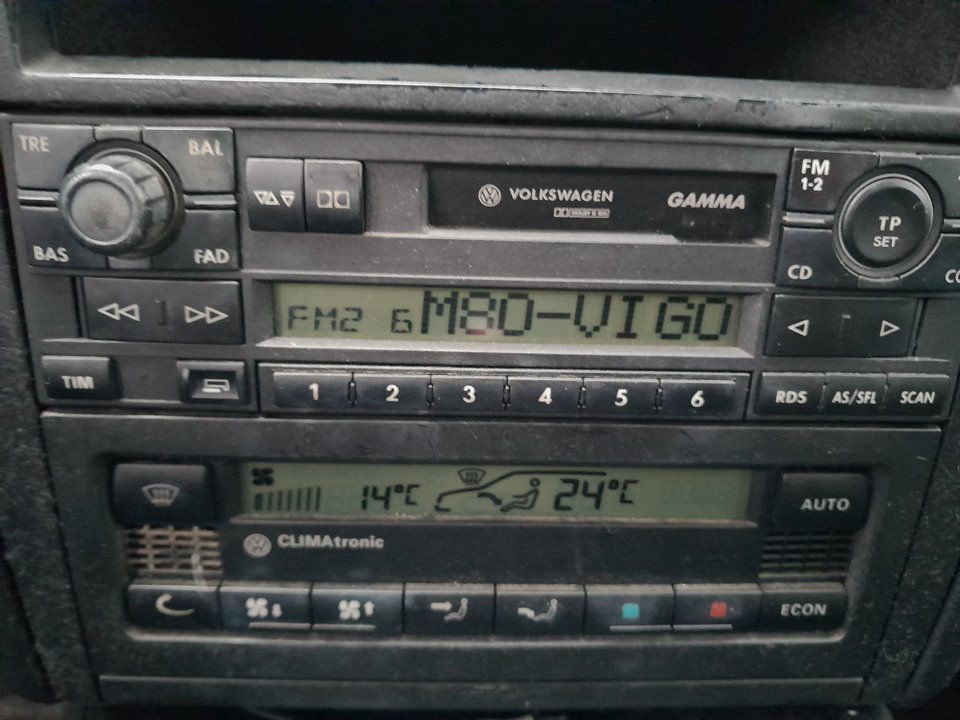 TRE BAL
BAS FAD
VOLKSWAGEN GAMMA
FM
1-2
TP
SET
CD
FM2 6 M80-VIGO
TIM
1 2 3 4 5 6
RDS AS/SFL SCAN
14°C 24°C
AUTO
CLIMAtronic
ECON